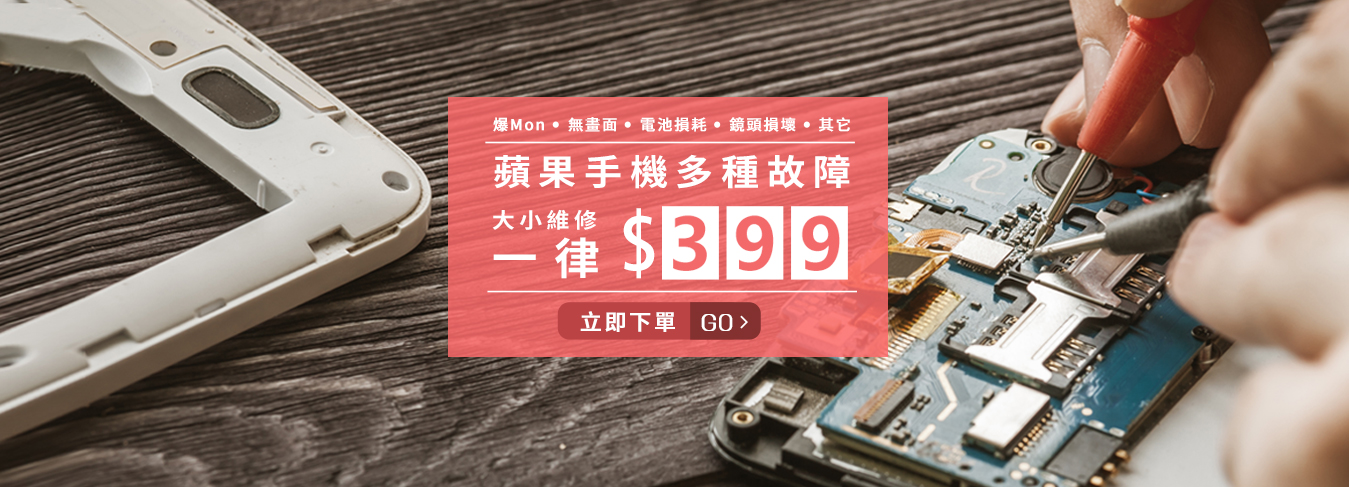 爆Mon • 無畫面 • 電池損耗 • 鏡頭損壞 • 其它
蘋果手機多種故障
大小維修
一律 $399
立即下單 GO >